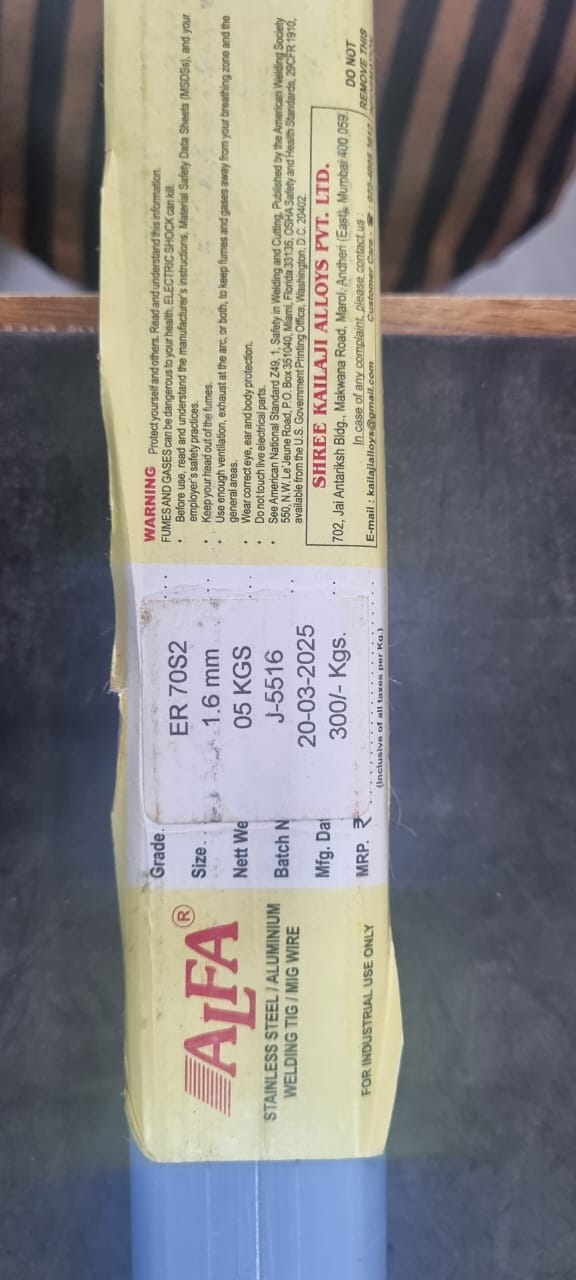 ALFA®
STAINLESS STEEL / ALUMINIUM
WELDING TIG / MIG WIRE
FOR INDUSTRIAL USE ONLY
Grade. ER 70S2
Size. . 1.6 mm
Nett We 05 KGS
Batch N J-5516
Mfg. Da 20-03-2025
MRP. ₹ 300/- Kgs.
(Inclusive of all taxes per Kg.)
WARNING Protect yourself and others. Read and understand this information.
FUMES AND GASES can be dangerous to your health. ELECTRIC SHOCK can kill.
• Before use, read and understand the manufacturer's instructions, Material Safety Data Sheets (MSDSs), and your
employer's safety practices.
• Keep your head out of the fumes.
• Use enough ventilation, exhaust at the arc, or both, to keep fumes and gases away from your breathing zone and the
general areas.
• Wear correct eye, ear and body protection.
• Do not touch live electrical parts.
• See American National Standard Z49, 1, Safety in Welding and Cutting, Published by the American Welding Society
550, N.W. Le'Jeune Road, P.O. Box 351040, Miami, Florida 33135, OSHA Safety and Health Standards, 29CFR 1910,
available from the U.S. Government Printing Office, Washington, D.C. 20402.
SHREE KAILAJI ALLOYS PVT. LTD.
702, Jai Antariksh Bldg., Makwana Road, Marol, Andheri (East), Mumbai 400 059.
In case of any complaint, please contact us :
E-mail : kailajialloys@gmail.com Customer Care : ☎ :
DO NOT
REMOVE THIS